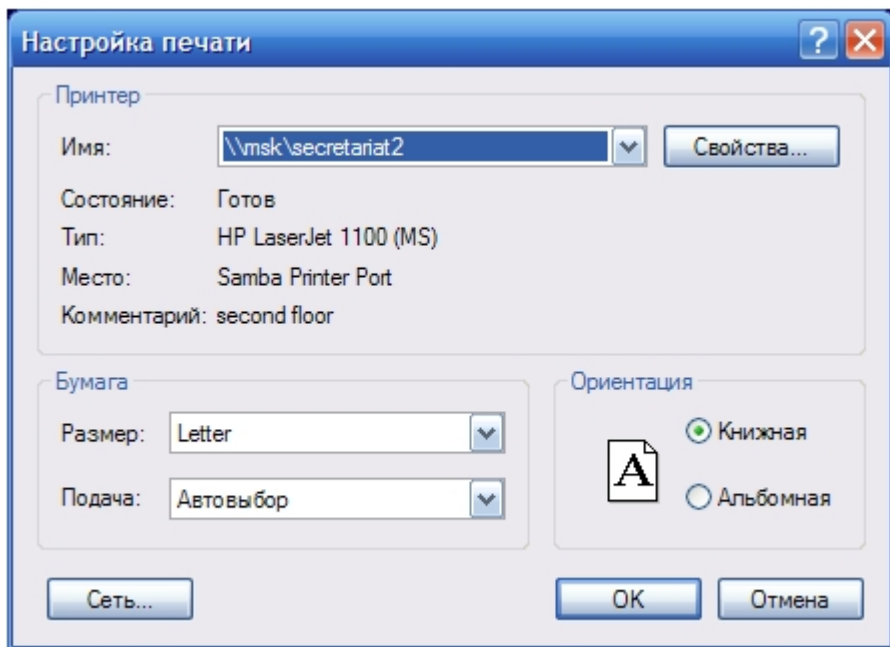 Настройка печати
Принтер
Имя: \\msk\secretariat2 Свойства...
Состояние: Готов
Тип: HP LaserJet 1100 (MS)
Место: Samba Printer Port
Комментарий: second floor
Бумага
Размер: Letter
Подача: Автовыбор
Ориентация
A
Книжная
Альбомная
Сеть... OK Отмена